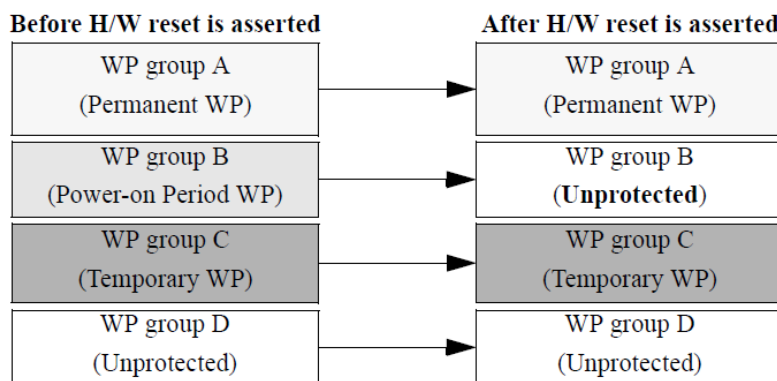 Before H/W reset is asserted
After H/W reset is asserted
WP group A
(Permanent WP)
WP group A
(Permanent WP)
WP group B
(Power-on Period WP)
WP group B
(Unprotected)
WP group C
(Temporary WP)
WP group C
(Temporary WP)
WP group D
(Unprotected)
WP group D
(Unprotected)